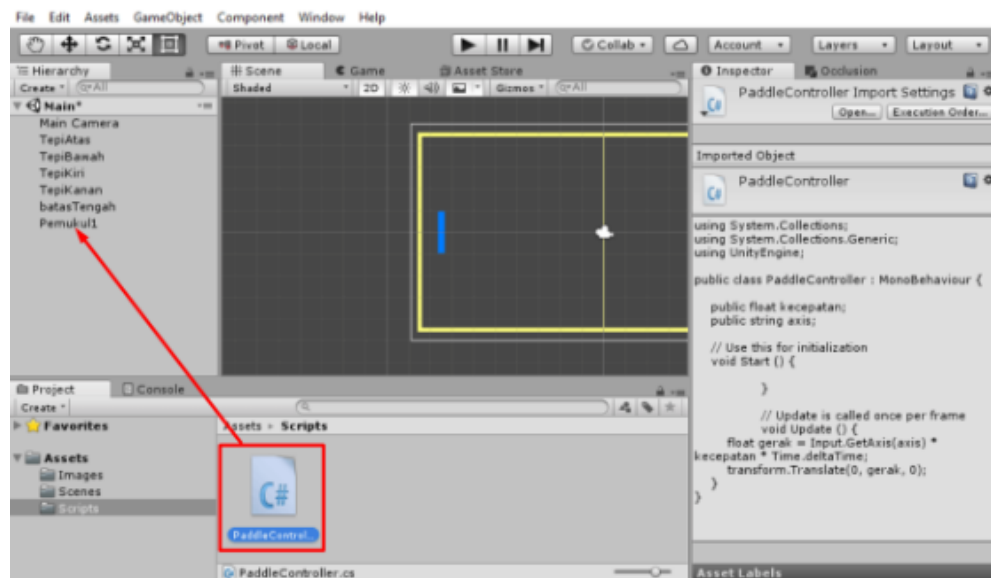 File Edit Assets GameObject Component Window Help
Pivot Local Collab Account Layers Layout
Hierarchy
Create All
Main*
Main Camera
TepiAtas
TepiBawah
TepiKiri
TepiKanan
batasTengah
Pemukul1
Scene Game Asset Store
Shaded 2D Gizmos All
Inspector Occlusion
PaddleController Import Settings
Open... Execution Order...
Imported Object
PaddleController
using System.Collections;
using System.Collections.Generic;
using UnityEngine;
public class PaddleController : MonoBehaviour {
public float kecepatan;
public string axis;
// Use this for initialization
void Start () {
}
// Update is called once per frame
void Update () {
float gerak = Input.GetAxis(axis) *
kecepatan * Time.deltaTime;
transform.Translate(0, gerak, 0);
}
}
Asset Labels
Project Console
Create
Favorites
Assets
Images
Scenes
Scripts
Assets Scripts
C#
PaddleControl...
PaddleController.cs